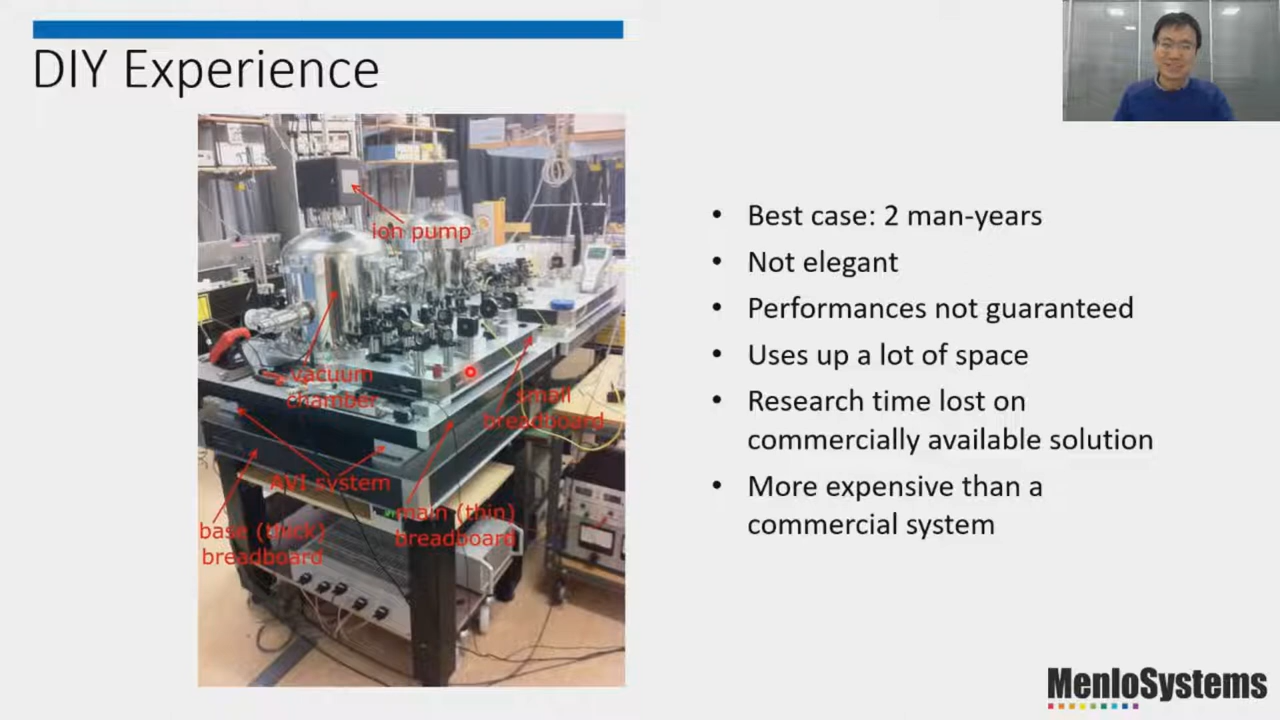 DIY Experience
ion pump
vacuum
chamber
small
breadboard
AVI system
main (thin)
breadboard
base (thick)
breadboard
• Best case: 2 man-years
• Not elegant
• Performances not guaranteed
• Uses up a lot of space
• Research time lost on
commercially available solution
• More expensive than a
commercial system
MenloSystems